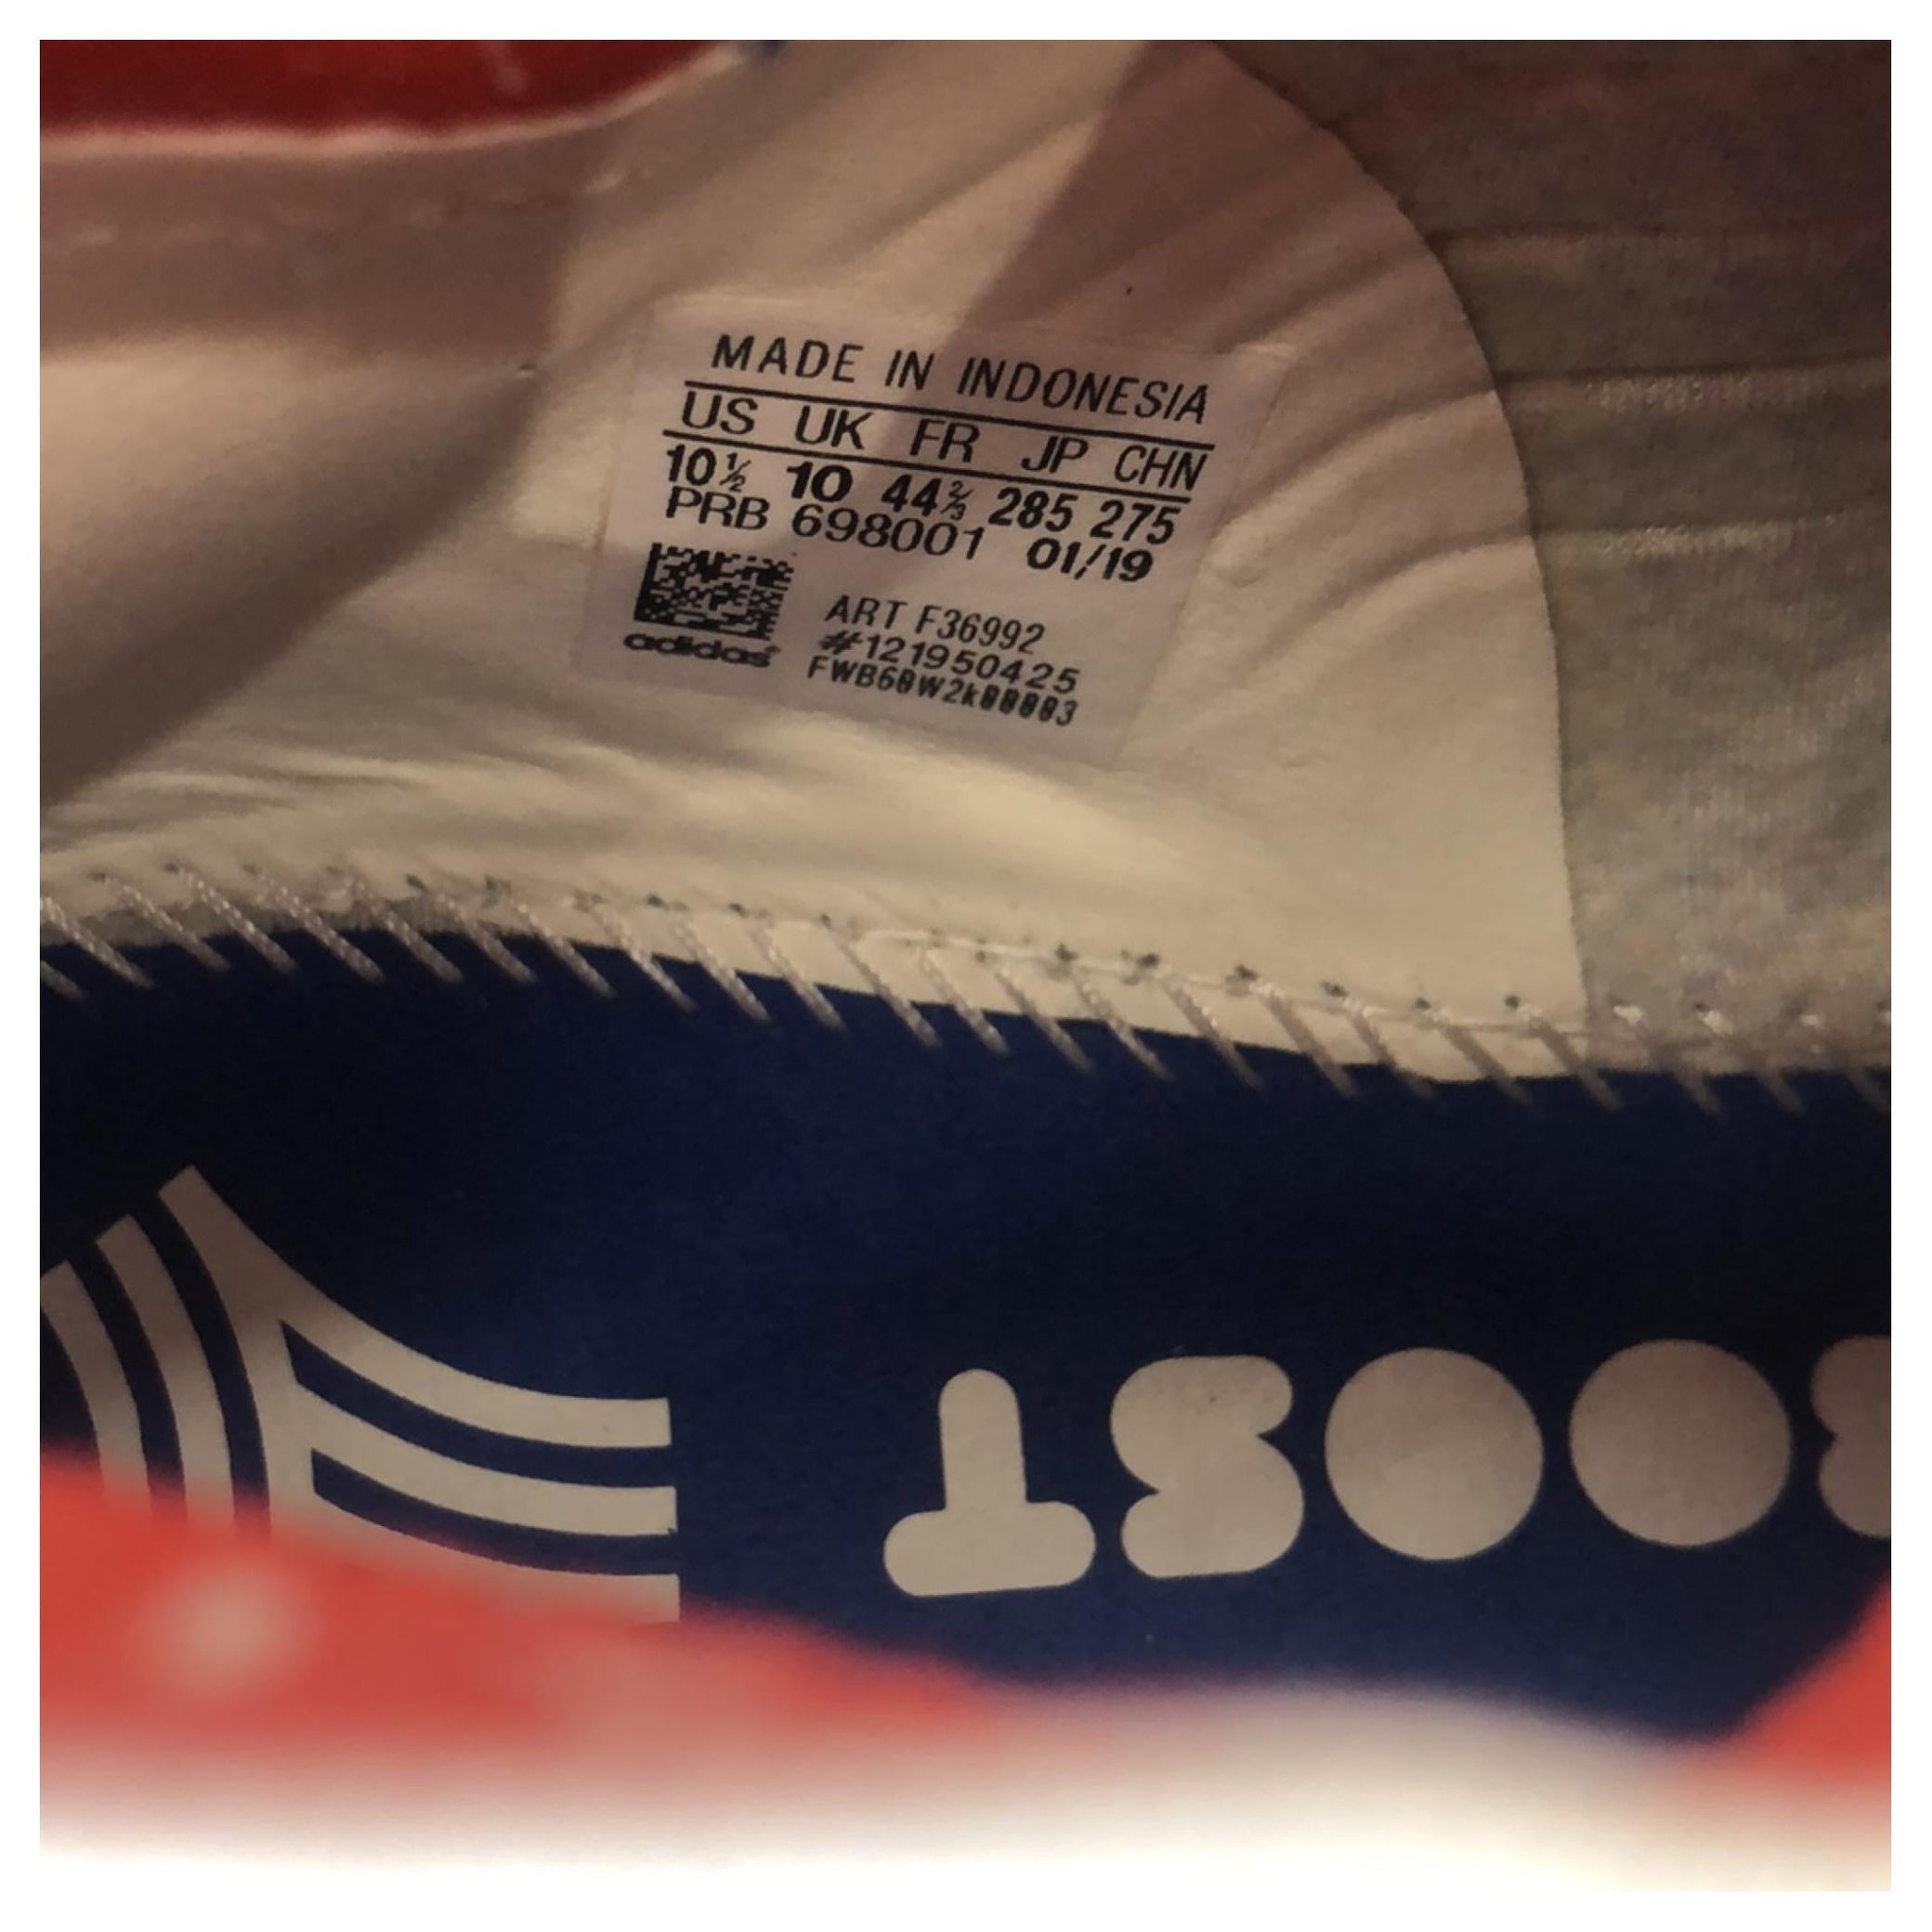 MADE IN INDONESIA
US UK FR JP CHN
10½ 10 44⅔ 285 275
PRB 698001 01/19
ART F36992
#121950425
FWB60W2k00003
adidas
BOOST